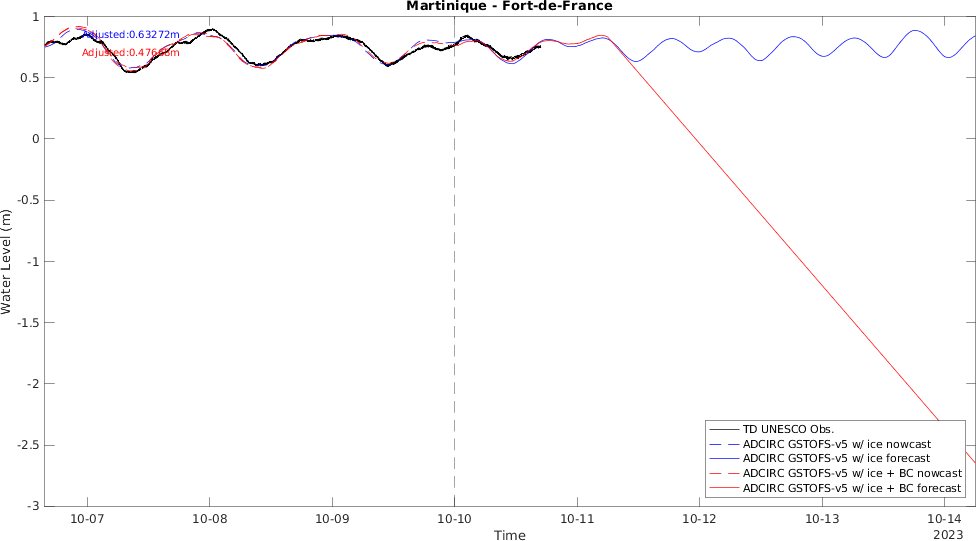 Martinique - Fort-de-France
Adjusted:0.63272m
Water Level (m)
1
0.5
0
-0.5
-1
-1.5
-2
-2.5
-3
TD UNESCO Obs.
ADCIRC GSTOFS-v5 w/ ice nowcast
ADCIRC GSTOFS-v5 w/ ice forecast
ADCIRC GSTOFS-v5 w/ ice + BC nowcast
ADCIRC GSTOFS-v5 w/ ice + BC forecast
10-07 10-08 10-09 10-10 10-11 10-12 10-13 10-14
Time
2023